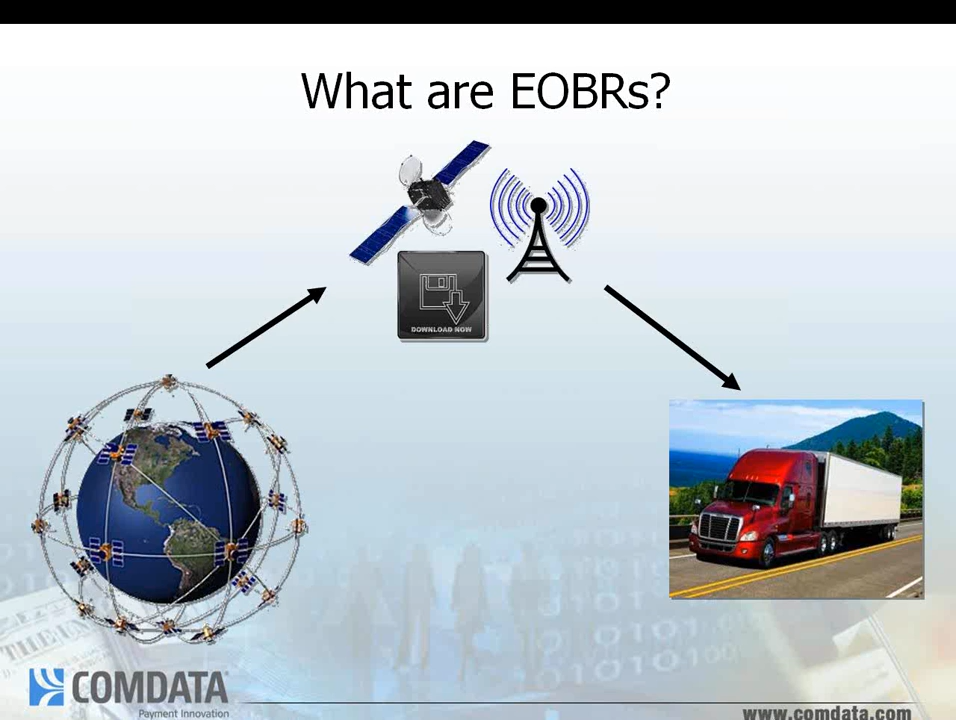 What are EOBRs?
DOWNLOAD NOW
COMDATA
Payment Innovation
www.comdata.com